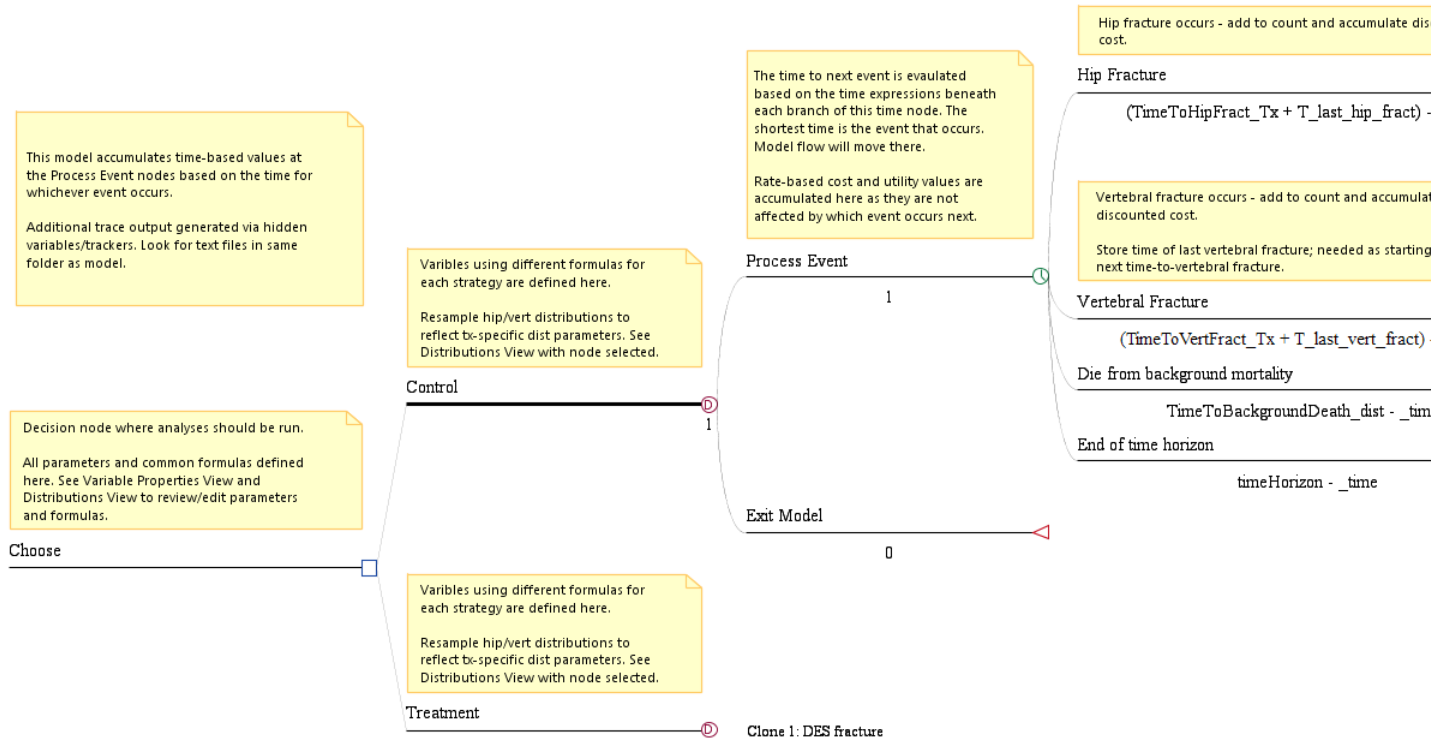 Hip fracture occurs - add to count and accumulate
cost.
Hip Fracture
(TimeToHipFract_Tx + T_last_hip_fract) -
The time to next event is evaulated
based on the time expressions beneath
each branch of this time node. The
shortest time is the event that occurs.
Model flow will move there.
Rate-based cost and utility values are
accumulated here as they are not
affected by which event occurs next.
Process Event
1
This model accumulates time-based values at
the Process Event nodes based on the time for
whichever event occurs.
Additional trace output generated via hidden
variables/trackers. Look for text files in same
folder as model.
Vertebral fracture occurs - add to count and
discounted cost.
Store time of last vertebral fracture; needed as starting
next time-to-vertebral fracture.
Vertebral Fracture
(TimeToVertFract_Tx + T_last_vert_fract) -
Die from background mortality
TimeToBackgroundDeath_dist -
End of time horizon
timeHorizon - _time
Varibles using different formulas for
each strategy are defined here.
Resample hip/vert distributions to
reflect tx-specific dist parameters. See
Distributions View with node selected.
Control
D
1
Decision node where analyses should be run.
All parameters and common formulas defined
here. See Variable Properties View and
Distributions View to review/edit parameters
and formulas.
Choose
Exit Model
0
Varibles using different formulas for
each strategy are defined here.
Resample hip/vert distributions to
reflect tx-specific dist parameters. See
Distributions View with node selected.
Treatment
D
Clone 1: DES fracture